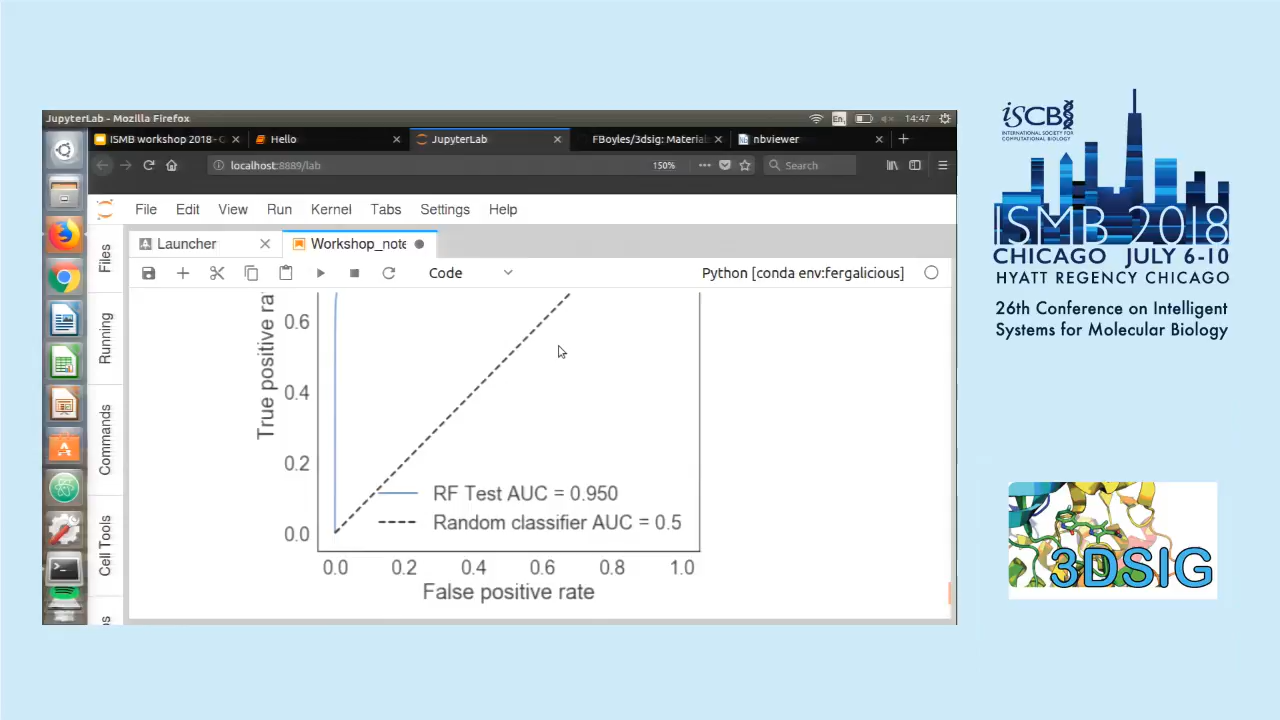 JupyterLab - Mozilla Firefox
En
14:47
ISMB workshop 2018 - G
Hello
JupyterLab
FBoyles/3dsig: Materia
nbviewer
localhost:8889/lab
150%
Search
File Edit View Run Kernel Tabs Settings Help
Launcher
Workshop_note
Code
Python [conda env:fergalicious]
Files
Running
Commands
Cell Tools
True positive ra
0.6
0.4
0.2
0.0
RF Test AUC = 0.950
Random classifier AUC = 0.5
0.0 0.2 0.4 0.6 0.8 1.0
False positive rate
iSCB
INTERNATIONAL SOCIETY FOR
COMPUTATIONAL BIOLOGY
ISMB 2018
CHICAGO JULY 6-10
HYATT REGENCY CHICAGO
26th Conference on Intelligent
Systems for Molecular Biology
3DSIG